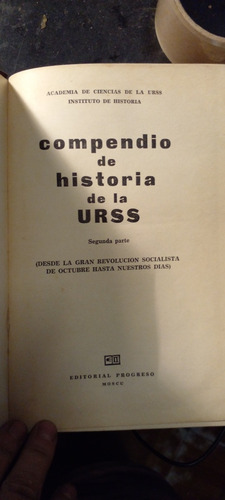 ACADEMIA DE CIENCIAS DE LA URSS
INSTITUTO DE HISTORIA
compendio
de
historia
de la
URSS
Segunda parte
(DESDE LA GRAN REVOLUCION SOCIALISTA
DE OCTUBRE HASTA NUESTROS DIAS)
EDITORIAL PROGRESO
MOSCU